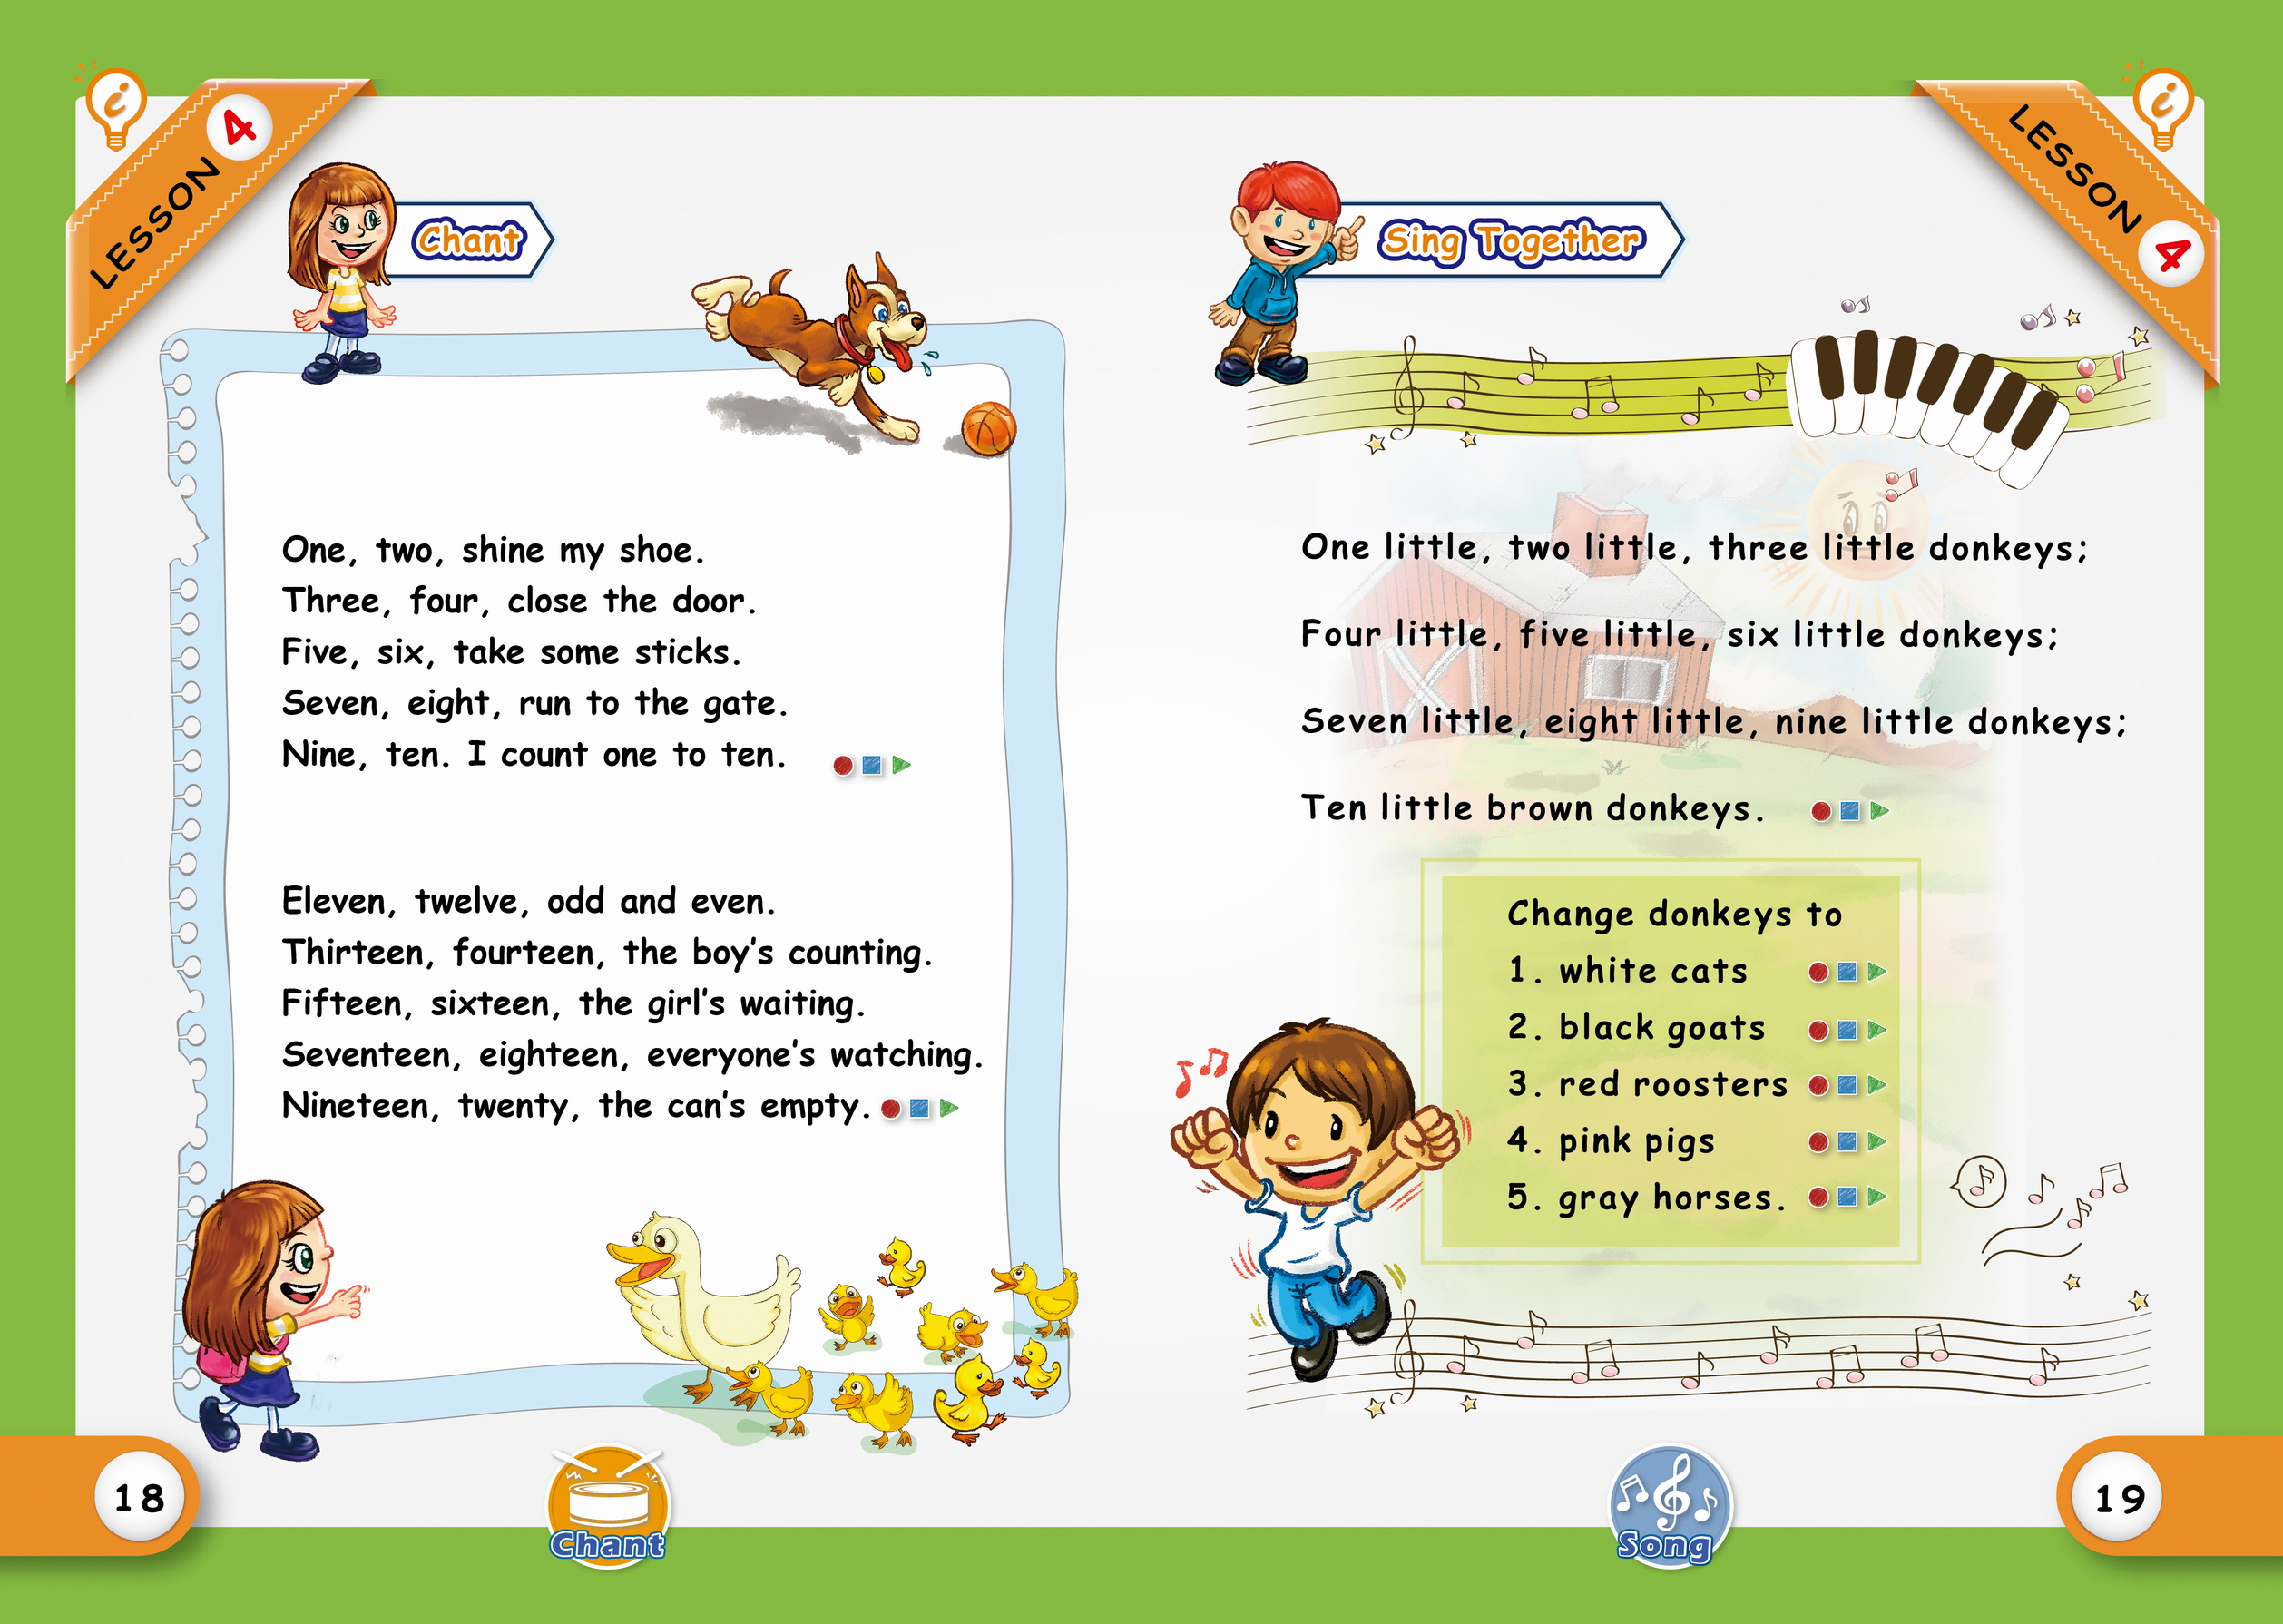 LESSON 4
Chant
One, two, shine my shoe.
Three, four, close the door.
Five, six, take some sticks.
Seven, eight, run to the gate.
Nine, ten. I count one to ten.
Eleven, twelve, odd and even.
Thirteen, fourteen, the boy's counting.
Fifteen, sixteen, the girl's waiting.
Seventeen, eighteen, everyone's watching.
Nineteen, twenty, the can's empty.
18
Chant
LESSON 4
Sing Together
One little, two little, three little donkeys;
Four little, five little, six little donkeys;
Seven little, eight little, nine little donkeys;
Ten little brown donkeys.
Change donkeys to
1. white cats
2. black goats
3. red roosters
4. pink pigs
5. gray horses.
Song
19